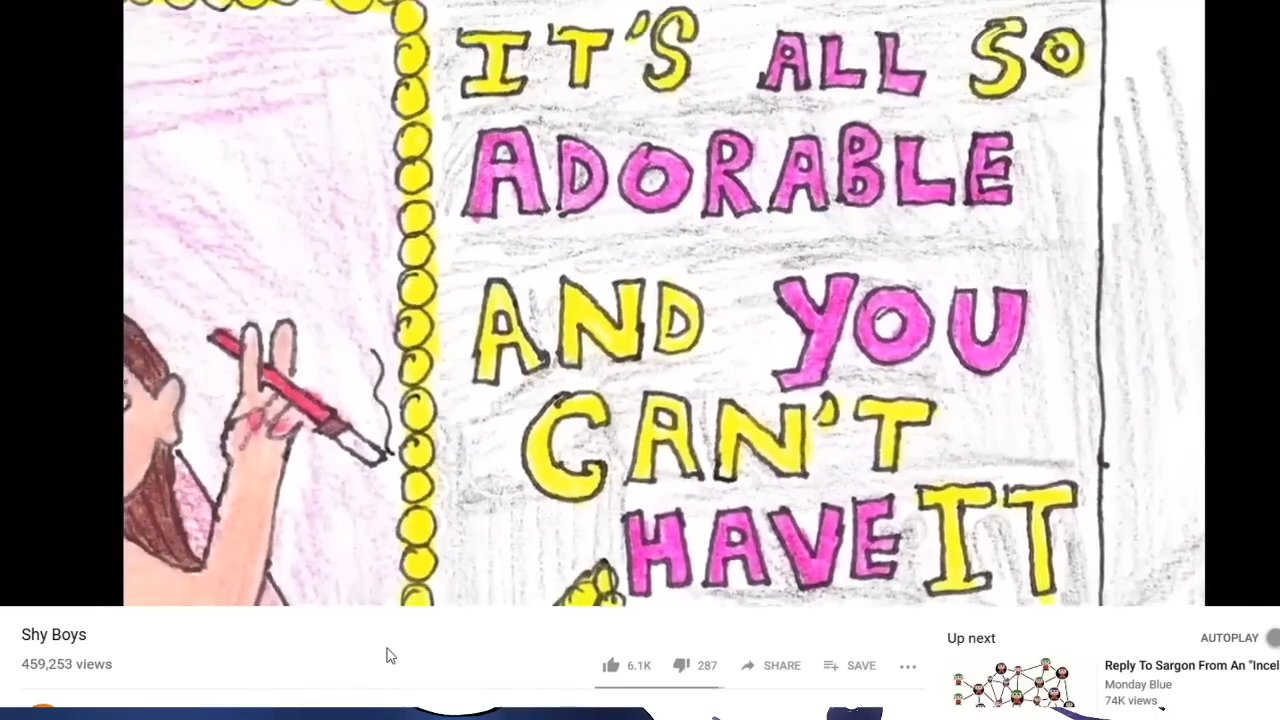 IT'S ALL SO
ADORABLE
AND YOU
CAN'T
HAVE IT
Shy Boys
459,253 views
6.1K
287
SHARE
SAVE
Up next
AUTOPLAY
Reply To Sargon From An "Incel
Monday Blue
74K views